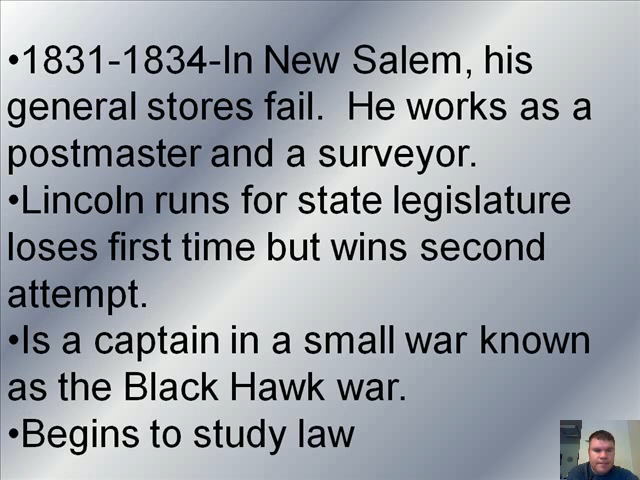 •1831-1834-In New Salem, his
general stores fail.  He works as a
postmaster and a surveyor.
•Lincoln runs for state legislature
loses first time but wins second
attempt.
•Is a captain in a small war known
as the Black Hawk war.
•Begins to study law